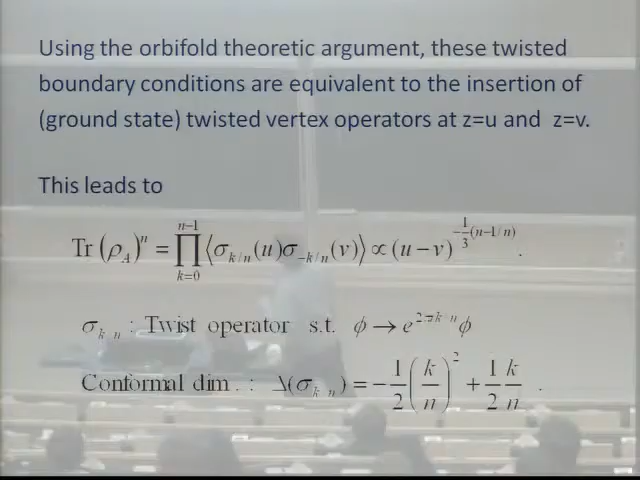 Using the orbifold theoretic argument, these twisted
boundary conditions are equivalent to the insertion of
(ground state) twisted vertex operators at z=u and z=v.
This leads to
Tr (ρ_A)^n = ∏_{k=0}^{n−1} ⟨σ_{k/n}(u)σ_{−k/n}(v)⟩ ∝ (u−v)^{−1/3(n−1/n)} .
σ_{k n} : Twist operator s.t. ϕ → e^{2πk n} ϕ
Conformal dim. : Δ(σ_{k n}) = −1/2 (k/n)^2 + 1/2 k/n .